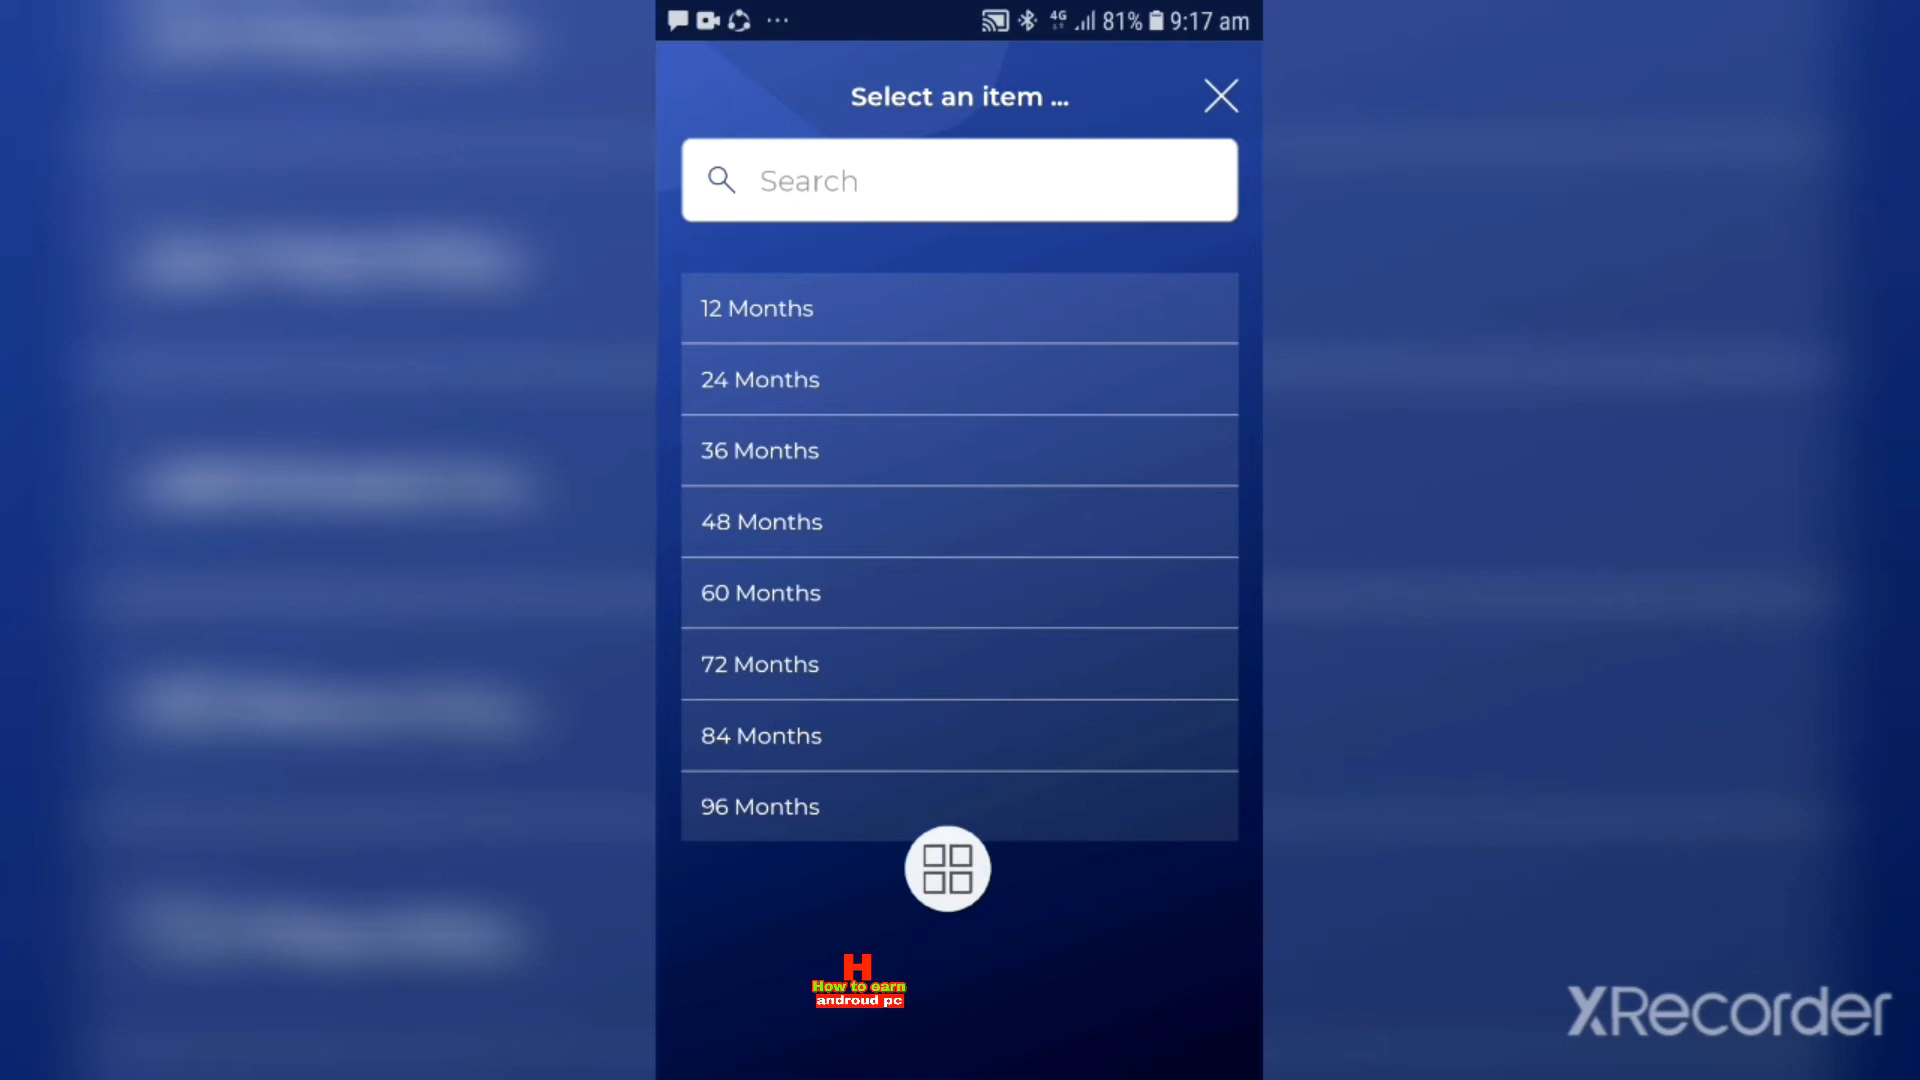 4G 81% 9:17 am
Select an item ...
Search
12 Months
24 Months
36 Months
48 Months
60 Months
72 Months
84 Months
96 Months
H
How to earn
androud pc
XRecorder